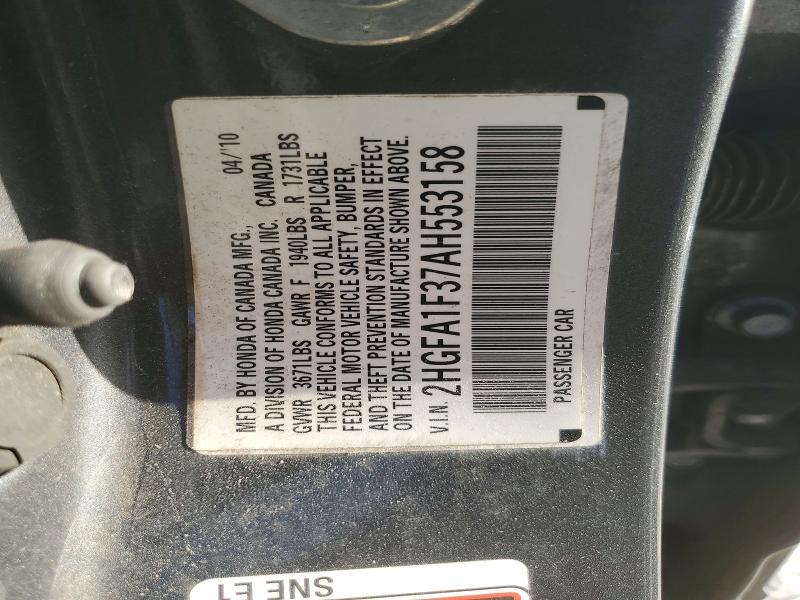 MFD. BY HONDA OF CANADA MFG., 04/'10
A DIVISION OF HONDA CANADA INC. CANADA
GVWR 3671LBS GAWR F 1940LBS R 1731LBS
THIS VEHICLE CONFORMS TO ALL APPLICABLE
FEDERAL MOTOR VEHICLE SAFETY, BUMPER,
AND THEFT PREVENTION STANDARDS IN EFFECT
ON THE DATE OF MANUFACTURE SHOWN ABOVE.
V.I.N. 2HGFA1F37AH553158
PASSENGER CAR
SNE E1